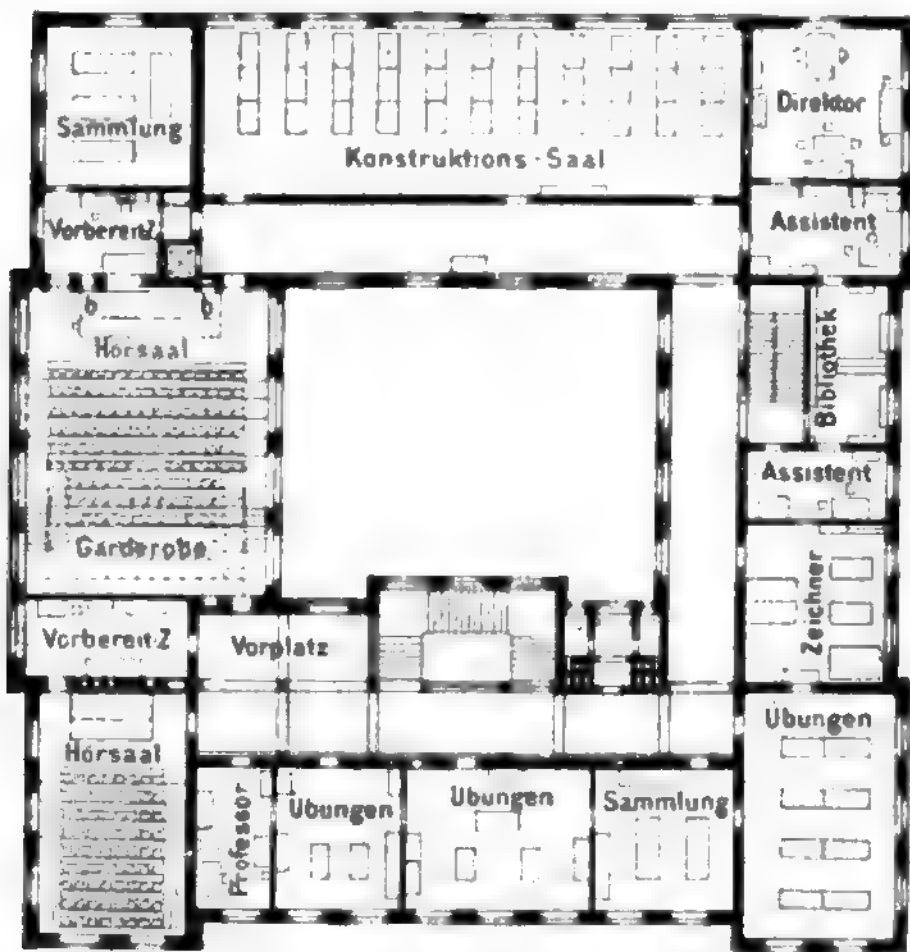 Sammlung
Konstruktions-Saal
Direktor
Vorbereit-Z
Assistent
b b
Hörsaal
Bibliothek
Assistent
Garderobe
Zeichner
Vorbereit-Z
Vorplatz
Hörsaal
Übungen
Professor
Übungen
Übungen
Sammlung